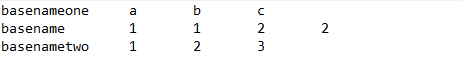 basenameone a b c
basename 1 1 2 2
basenametwo 1 2 3